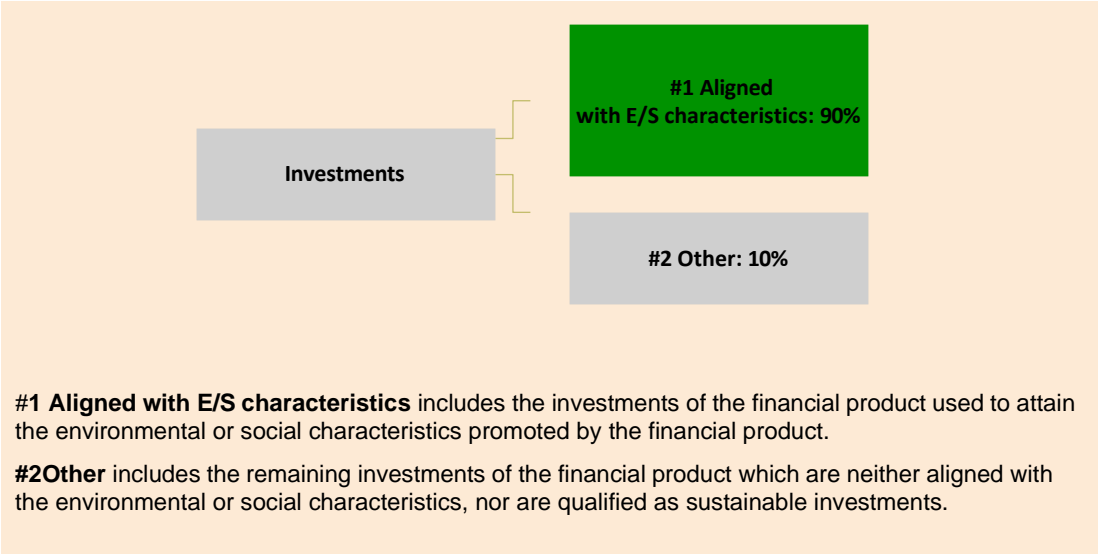 #1 Aligned
with E/S characteristics: 90%
Investments
#2 Other: 10%
#1 Aligned with E/S characteristics includes the investments of the financial product used to attain
the environmental or social characteristics promoted by the financial product.
#2Other includes the remaining investments of the financial product which are neither aligned with
the environmental or social characteristics, nor are qualified as sustainable investments.